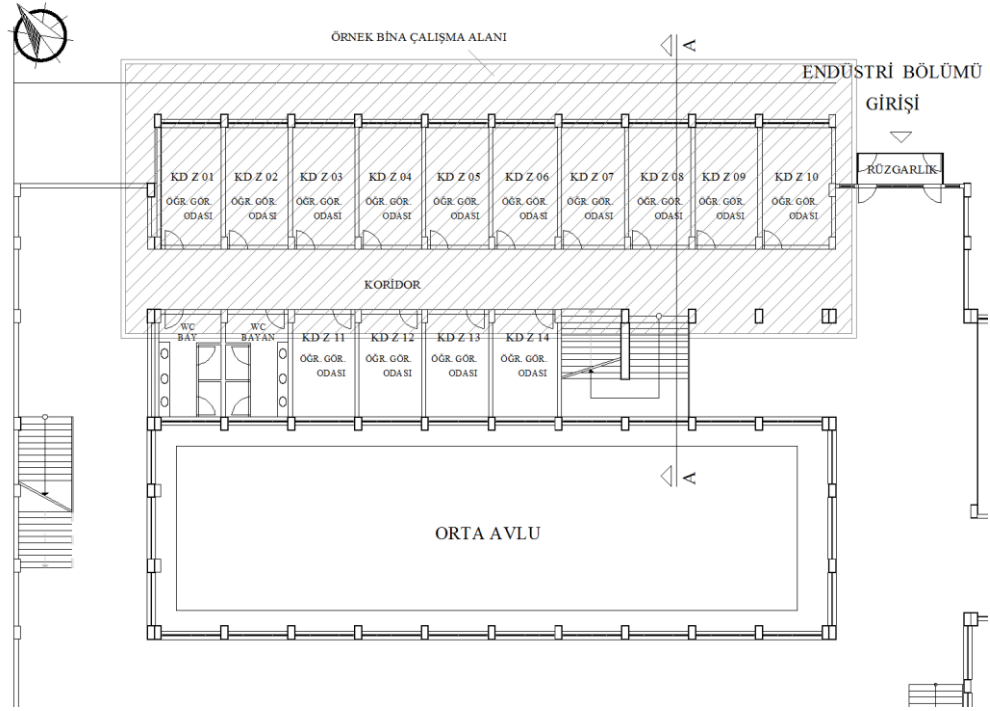 ÖRNEK BİNA ÇALIŞMA ALANI
A
ENDÜSTRİ BÖLÜMÜ
GİRİŞİ
RÜZGARLIK
KD Z 01
ÖĞR. GÖR.
ODASI
KD Z 02
ÖĞR. GÖR.
ODASI
KD Z 03
ÖĞR. GÖR.
ODASI
KD Z 04
ÖĞR. GÖR.
ODASI
KD Z 05
ÖĞR. GÖR.
ODASI
KD Z 06
ÖĞR. GÖR.
ODASI
KD Z 07
ÖĞR. GÖR.
ODASI
KD Z 08
ÖĞR. GÖR.
ODASI
KD Z 09
ÖĞR. GÖR.
ODASI
KD Z 10
ÖĞR. GÖR.
ODASI
KORİDOR
WC
BAY
WC
BAYAN
KD Z 11
ÖĞR. GÖR.
ODASI
KD Z 12
ÖĞR. GÖR.
ODASI
KD Z 13
ÖĞR. GÖR.
ODASI
KD Z 14
ÖĞR. GÖR.
ODASI
A
ORTA AVLU